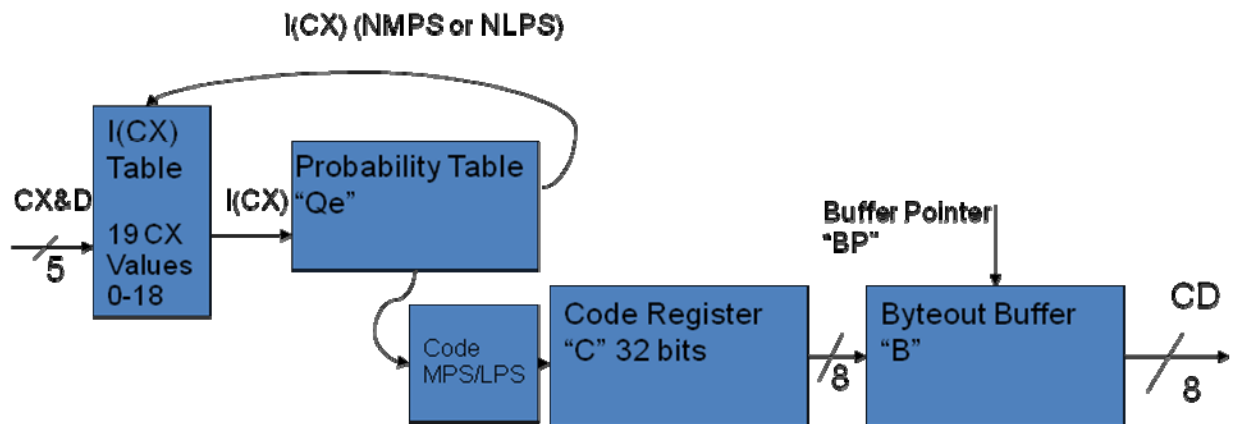 I(CX) (NMPS or NLPS)
CX&D
5
I(CX)
Table
19 CX
Values
0-18
I(CX)
Probability Table
“Qe”
Code
MPS/LPS
Code Register
“C” 32 bits
8
Buffer Pointer
“BP”
Byteout Buffer
“B”
CD
8